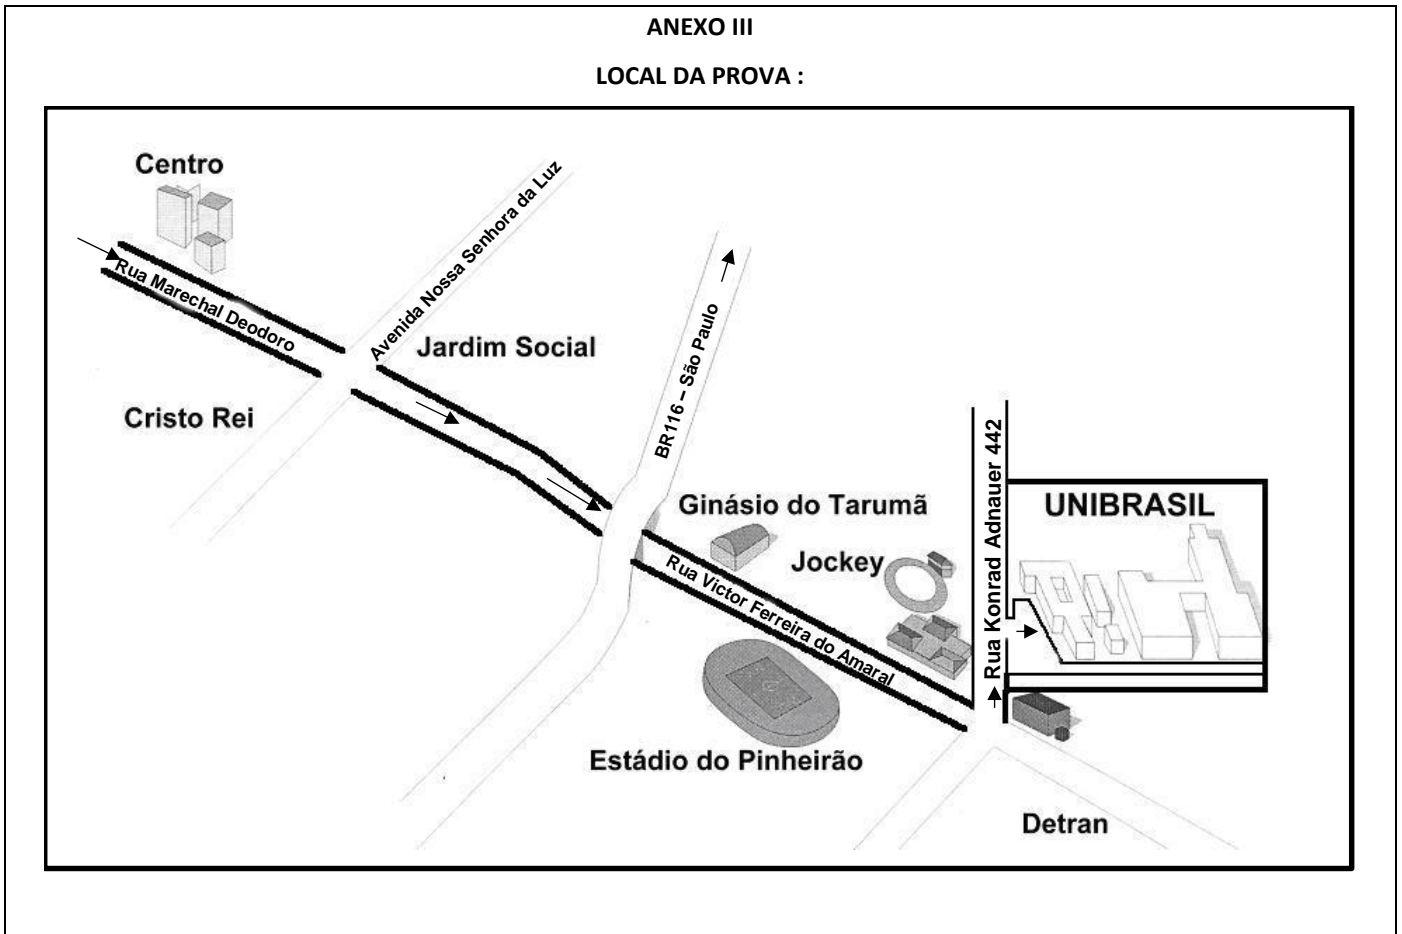 ANEXO III
LOCAL DA PROVA :
Centro
Rua Marechal Deodoro
Avenida Nossa Senhora da Luz
Jardim Social
Cristo Rei
BR116 – São Paulo
Ginásio do Tarumã
Jockey
Rua Victor Ferreira do Amaral
Rua Konrad Adnauer 442
UNIBRASIL
Estádio do Pinheirão
Detran